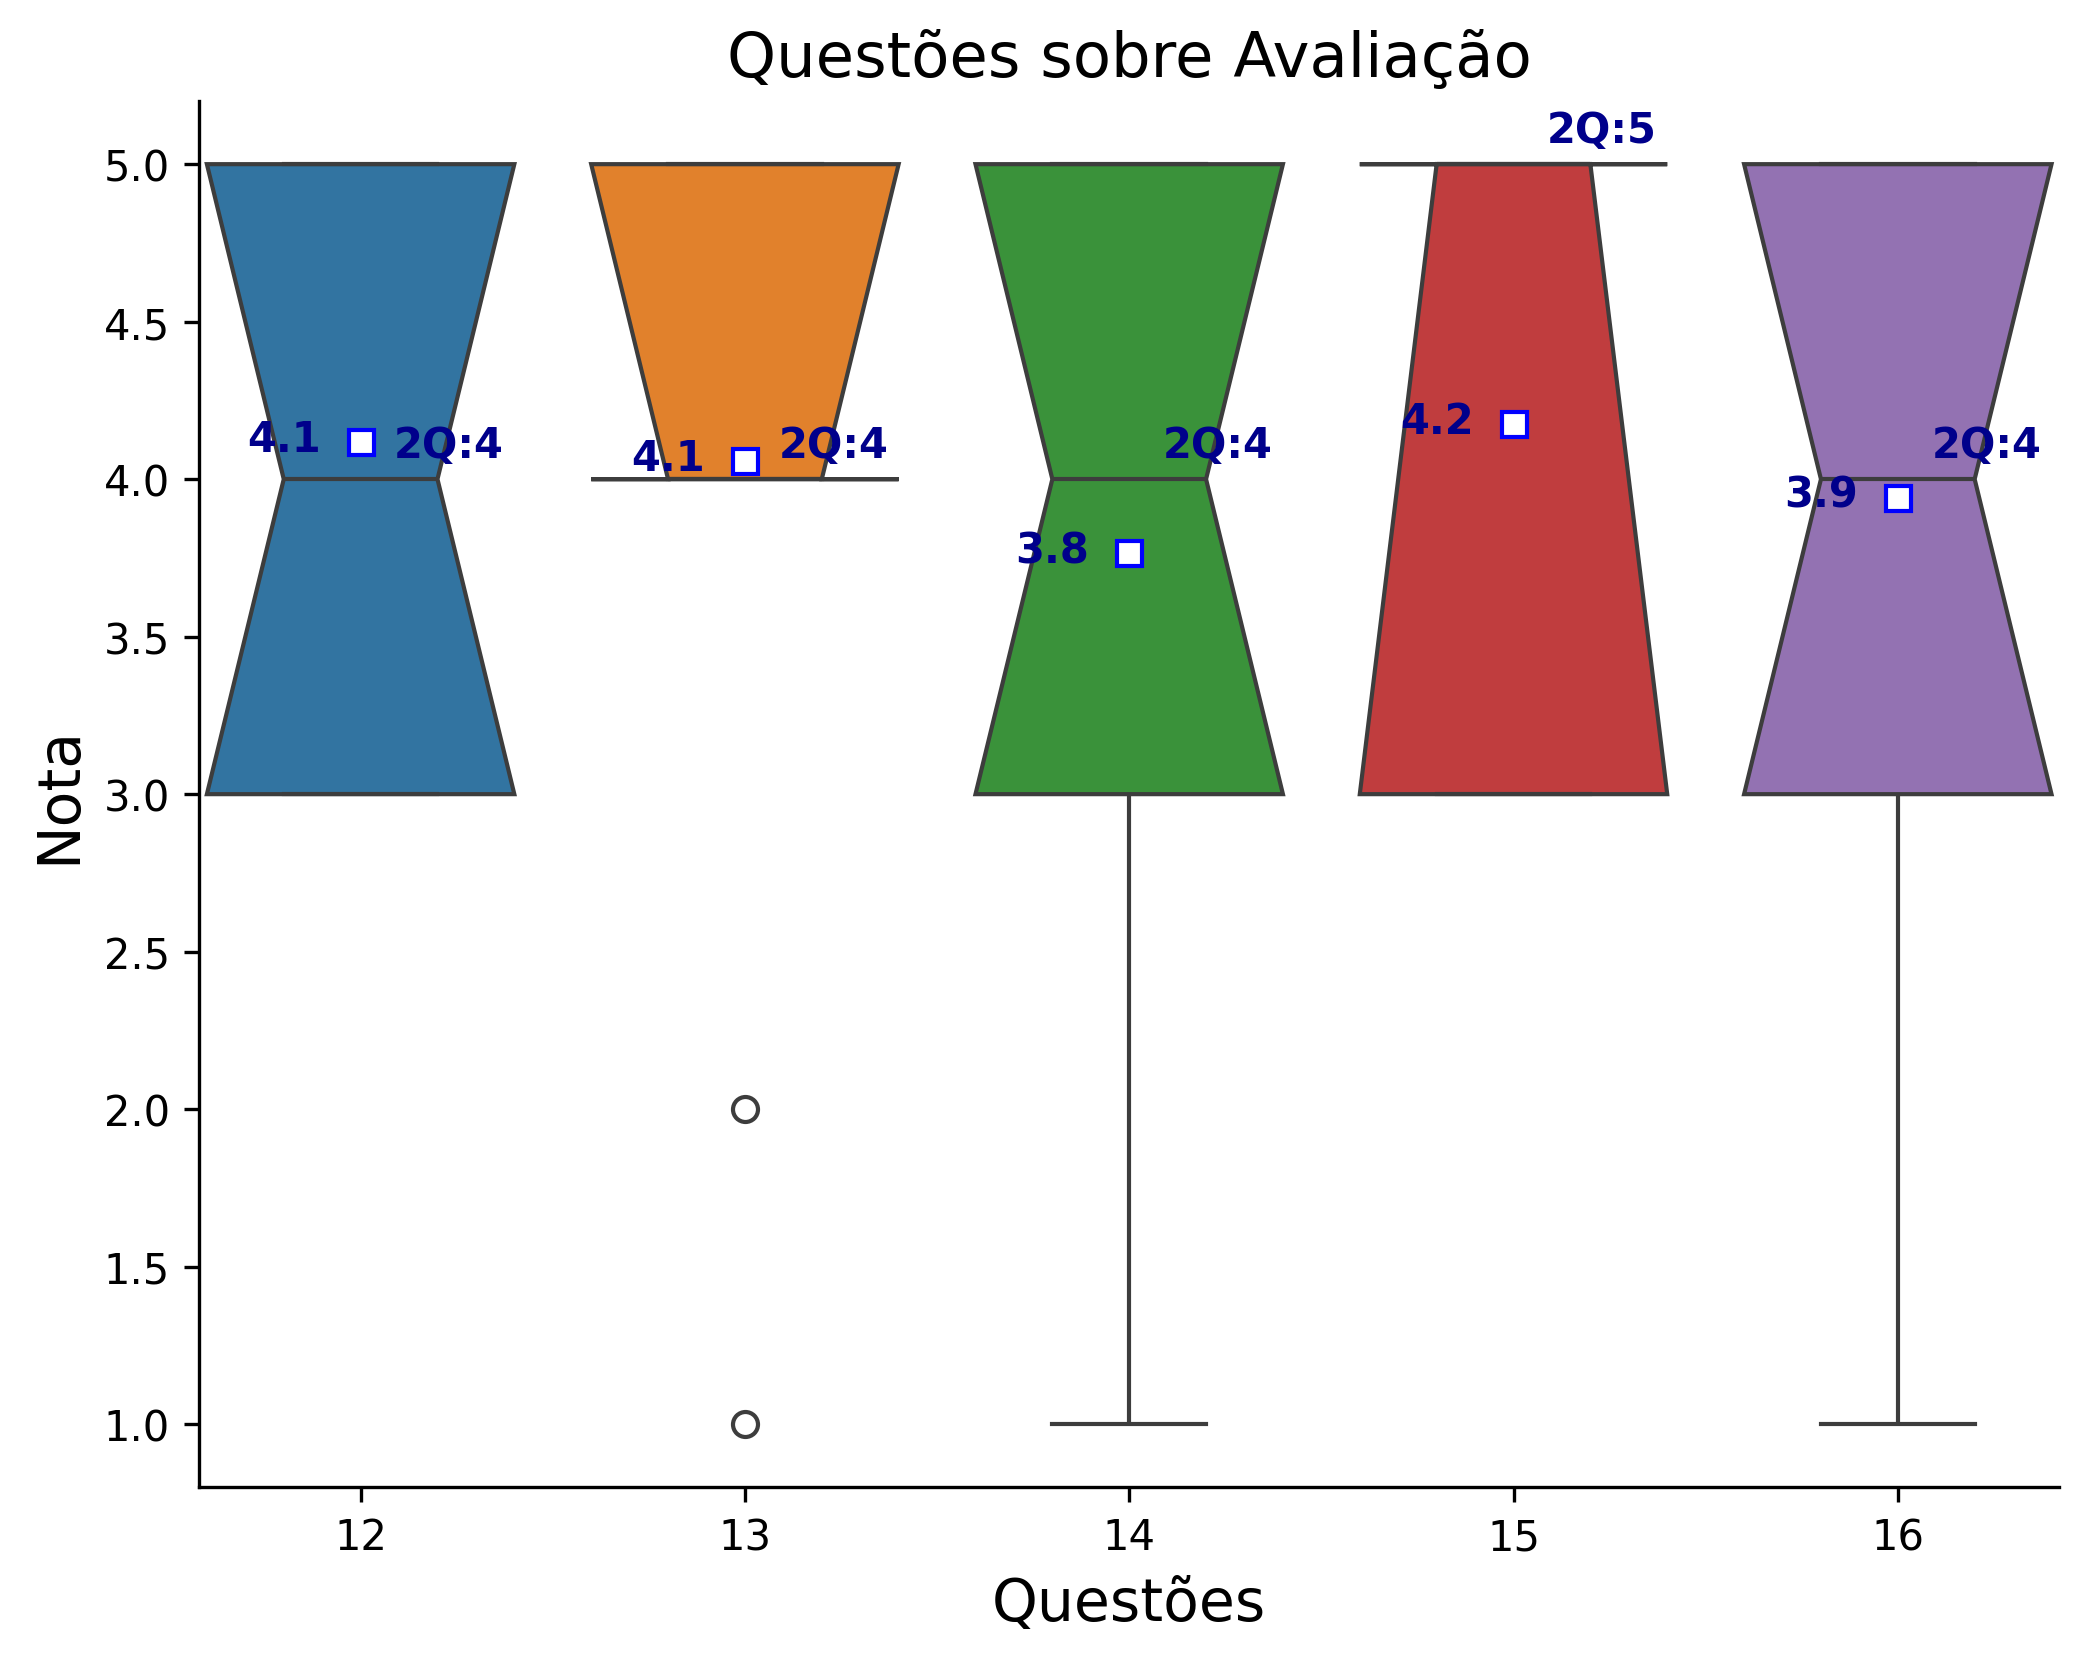 Questões sobre Avaliação
2Q:5
5.0
4.5
4.1 2Q:4 4.1 2Q:4 2Q:4 4.2 2Q:4
4.0
3.8 3.9
3.5
3.0
2.5
2.0
1.5
1.0
Nota
12 13 14 15 16
Questões